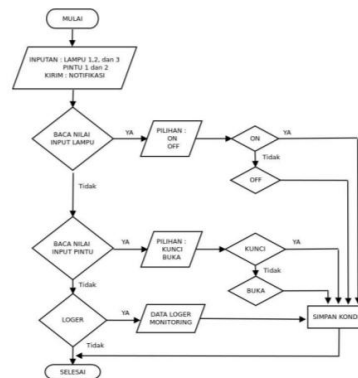 MULAI
INPUTAN : LAMPU 1,2, dan 3
PINTU 1 dan 2
KIRIM : NOTIFIKASI
BACA NILAI
INPUT LAMPU
YA
PILIHAN :
ON
OFF
ON
YA
Tidak
OFF
Tidak
BACA NILAI
INPUT PINTU
YA
PILIHAN :
KUNCI
BUKA
KUNCI
YA
Tidak
BUKA
Tidak
LOGER
YA
DATA LOGER
MONITORING
SIMPAN KONDI
Tidak
SELESAI